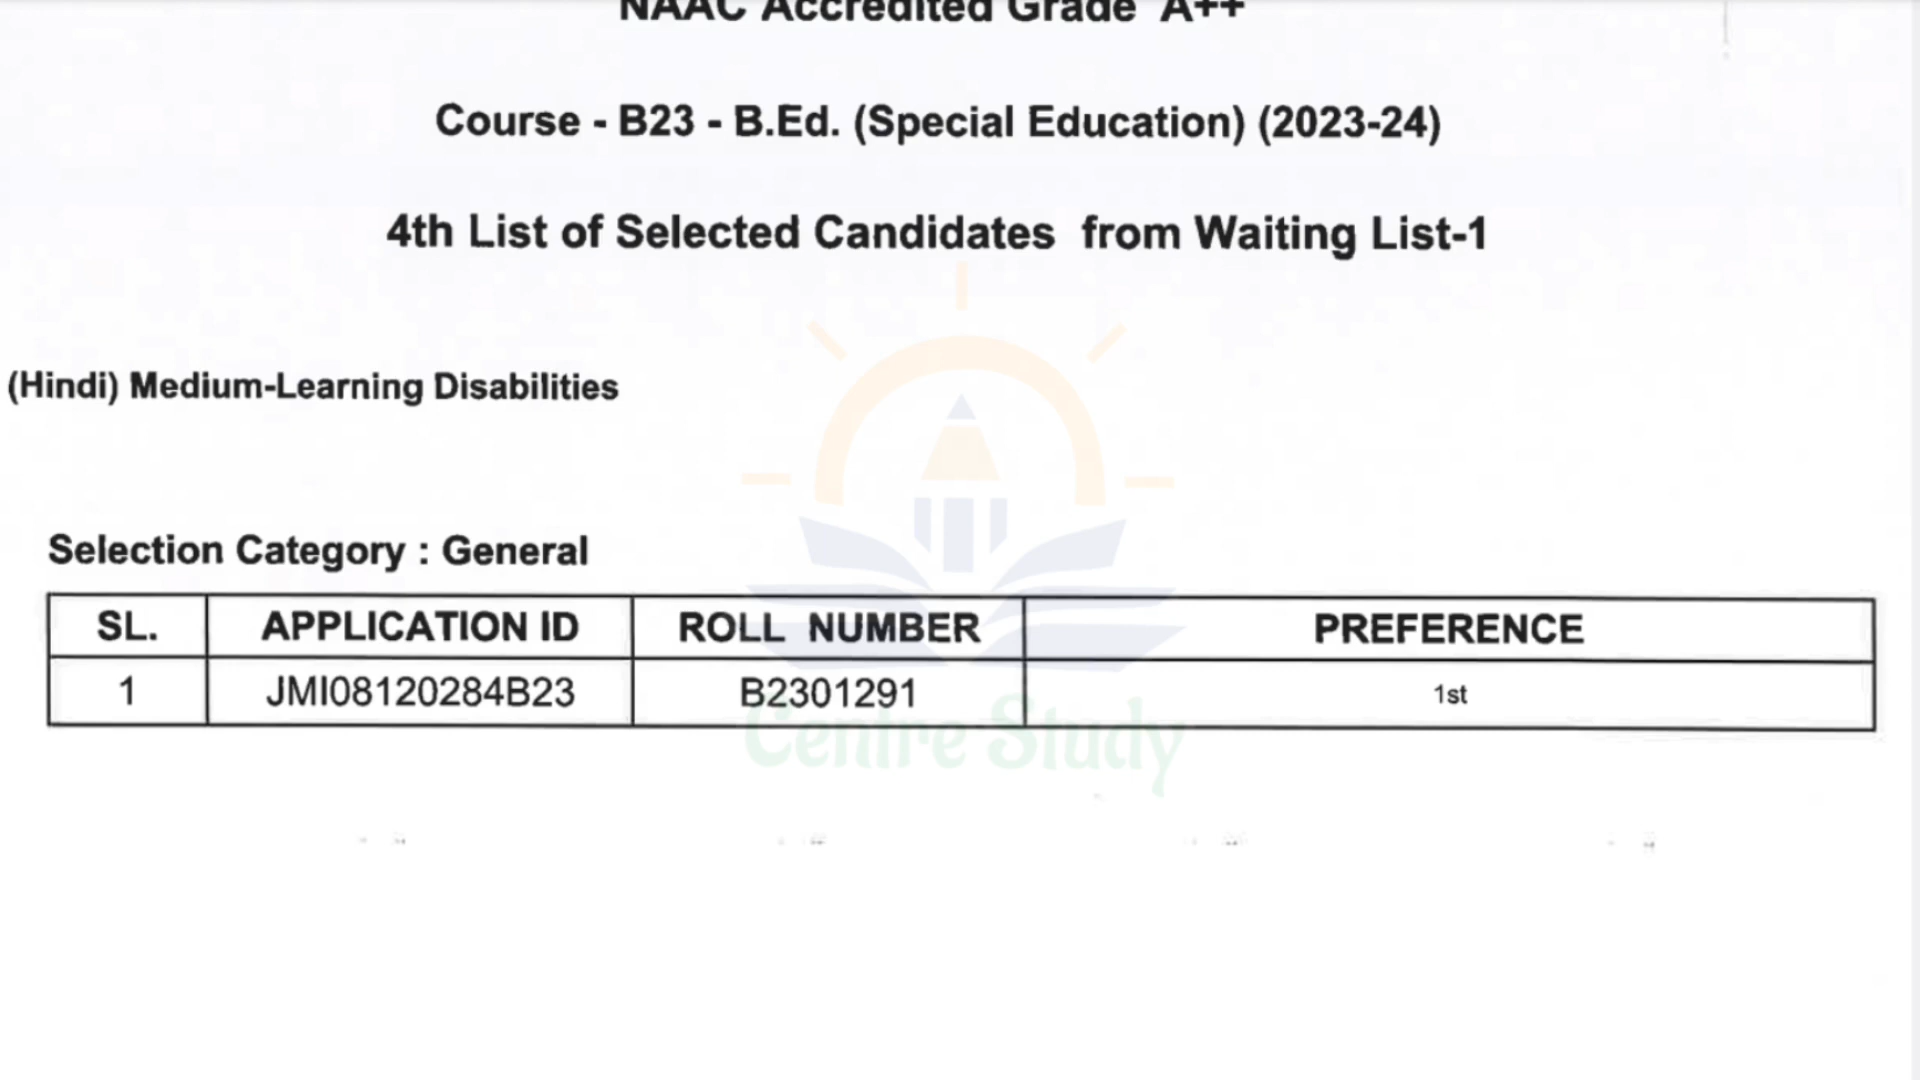 NAAC Accredited Grade A++
Course - B23 - B.Ed. (Special Education) (2023-24)
4th List of Selected Candidates from Waiting List-1
(Hindi) Medium-Learning Disabilities
Selection Category : General
SL. APPLICATION ID ROLL NUMBER PREFERENCE
1 JMI08120284B23 B2301291 1st
Centre Study